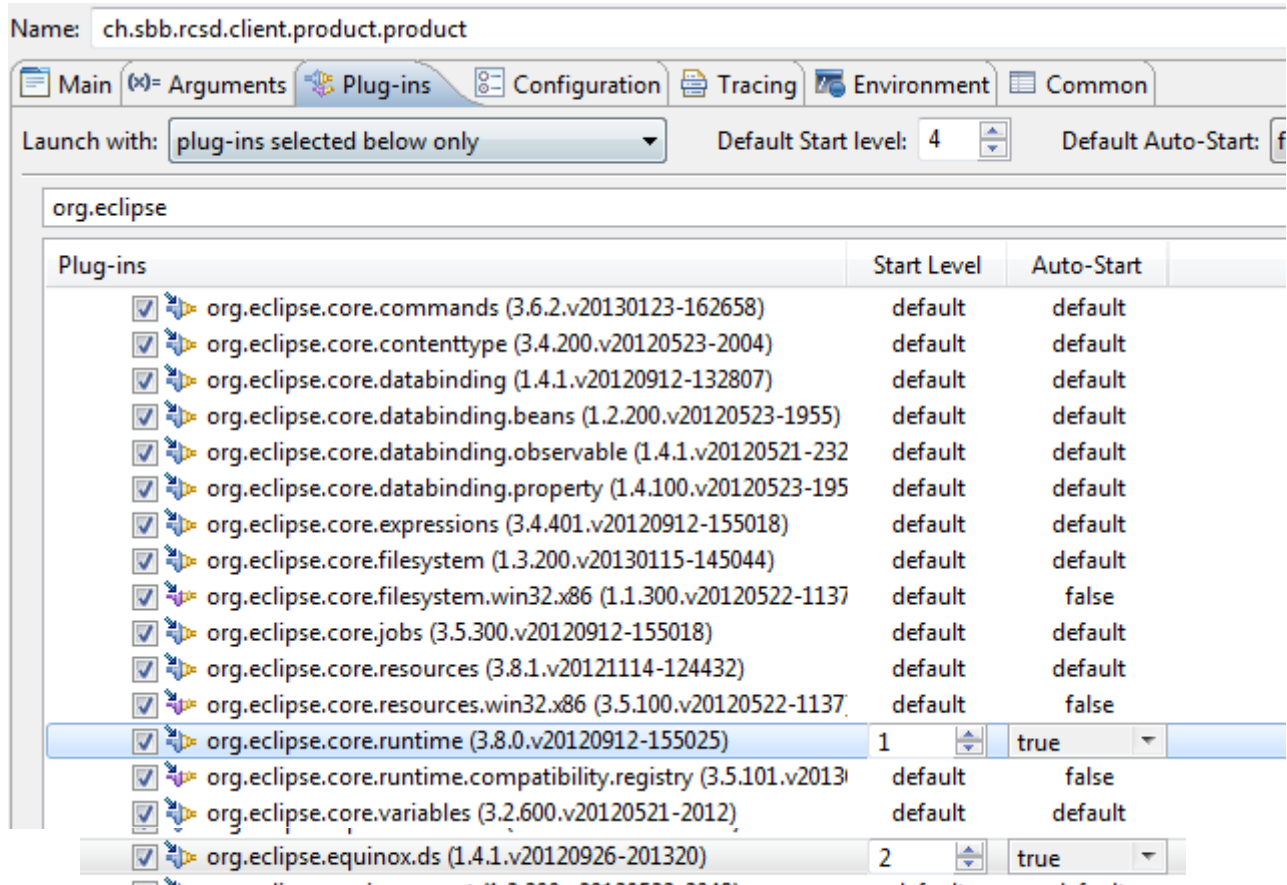 Name: ch.sbb.rcsd.client.product.product
Main (x)= Arguments Plug-ins Configuration Tracing Environment Common
Launch with: plug-ins selected below only Default Start level: 4 Default Auto-Start: f
org.eclipse
Plug-ins Start Level Auto-Start
org.eclipse.core.commands (3.6.2.v20130123-162658) default default
org.eclipse.core.contenttype (3.4.200.v20120523-2004) default default
org.eclipse.core.databinding (1.4.1.v20120912-132807) default default
org.eclipse.core.databinding.beans (1.2.200.v20120523-1955) default default
org.eclipse.core.databinding.observable (1.4.1.v20120521-232 default default
org.eclipse.core.databinding.property (1.4.100.v20120523-195 default default
org.eclipse.core.expressions (3.4.401.v20120912-155018) default default
org.eclipse.core.filesystem (1.3.200.v20130115-145044) default default
org.eclipse.core.filesystem.win32.x86 (1.1.300.v20120522-1137 default false
org.eclipse.core.jobs (3.5.300.v20120912-155018) default default
org.eclipse.core.resources (3.8.1.v20121114-124432) default default
org.eclipse.core.resources.win32.x86 (3.5.100.v20120522-1137) default false
org.eclipse.core.runtime (3.8.0.v20120912-155025) 1 true
org.eclipse.core.runtime.compatibility.registry (3.5.101.v2013 default false
org.eclipse.core.variables (3.2.600.v20120521-2012) default default
org.eclipse.equinox.ds (1.4.1.v20120926-201320) 2 true